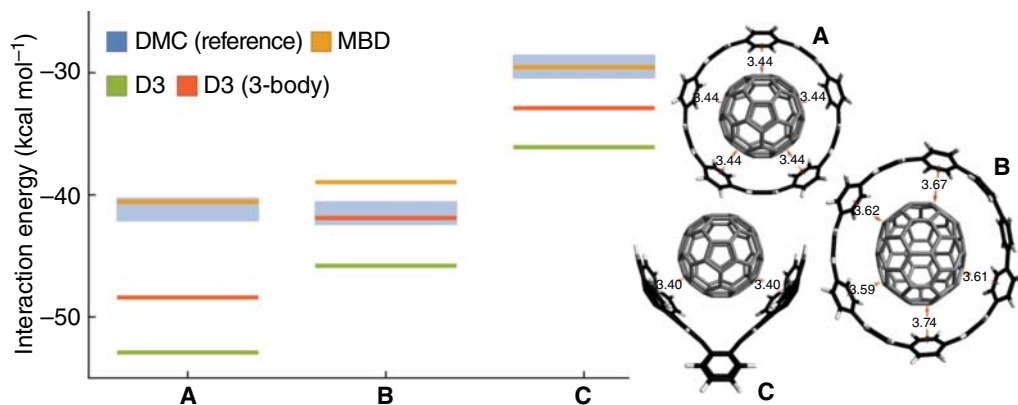 DMC (reference) MBD
D3 D3 (3-body)
Interaction energy (kcal mol⁻¹)
–30
–40
–50
A B C
A
3.44
3.44 3.44
3.44 3.44
B
3.67
3.62
3.59 3.61
3.74
3.40 3.40
C